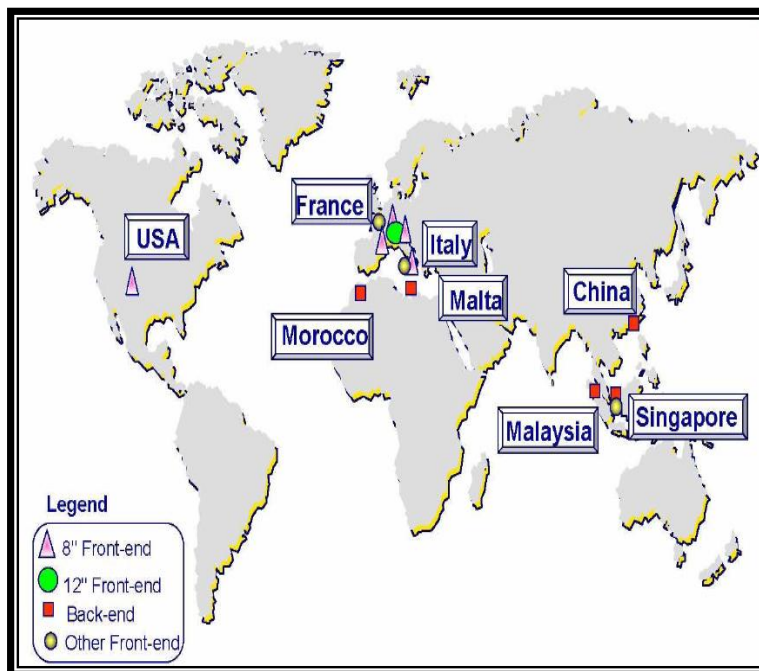 France
USA
Italy
Malta
China
Morocco
Malaysia
Singapore
Legend
8" Front-end
12" Front-end
Back-end
Other Front-end